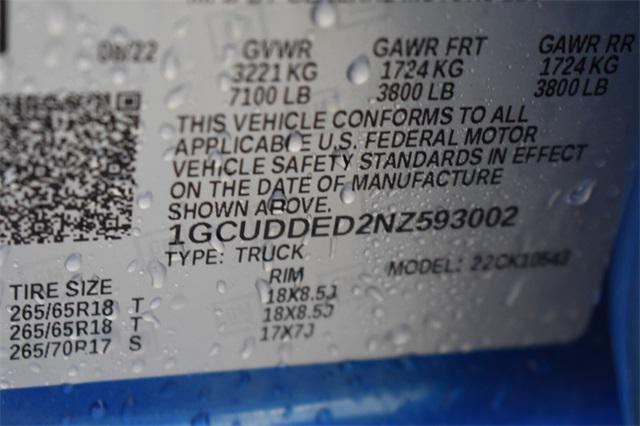 GVWR GAWR FRT GAWR RR
3221 KG 1724 KG 1724 KG
7100 LB 3800 LB 3800 LB
THIS VEHICLE CONFORMS TO ALL
APPLICABLE U.S. FEDERAL MOTOR
VEHICLE SAFETY STANDARDS IN EFFECT
ON THE DATE OF MANUFACTURE
SHOWN ABOVE.
1GCUDDED2NZ593002
TYPE: TRUCK MODEL: 22CK10543
TIRE SIZE RIM
265/65R18 T 18X8.5J
265/65R18 T 18X8.5J
265/70R17 S 17X7J